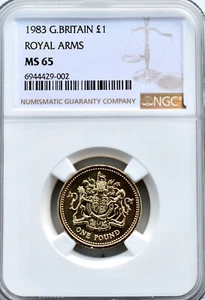 1983 G.BRITAIN £1
ROYAL ARMS
MS 65
6944429-002
NUMISMATIC GUARANTY COMPANY
NGC
ONE POUND